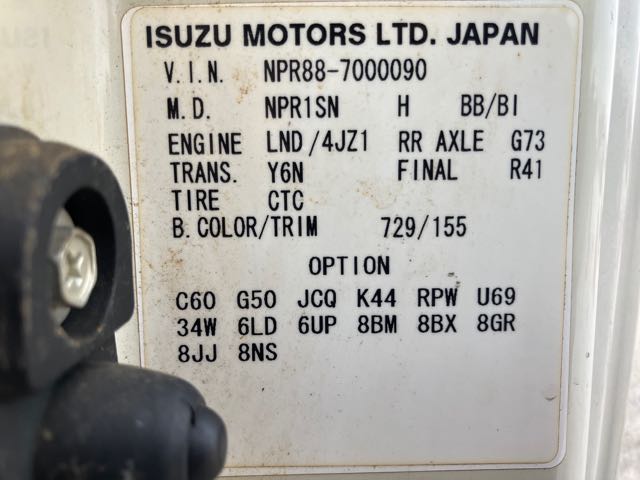 ISUZU MOTORS LTD. JAPAN
V.I.N. NPR88-7000090
M.D. NPR1SN H BB/BI
ENGINE LND/4JZ1 RR AXLE G73
TRANS. Y6N FINAL R41
TIRE CTC
B.COLOR/TRIM 729/155
OPTION
C60 G50 JCQ K44 RPW U69
34W 6LD 6UP 8BM 8BX 8GR
8JJ 8NS